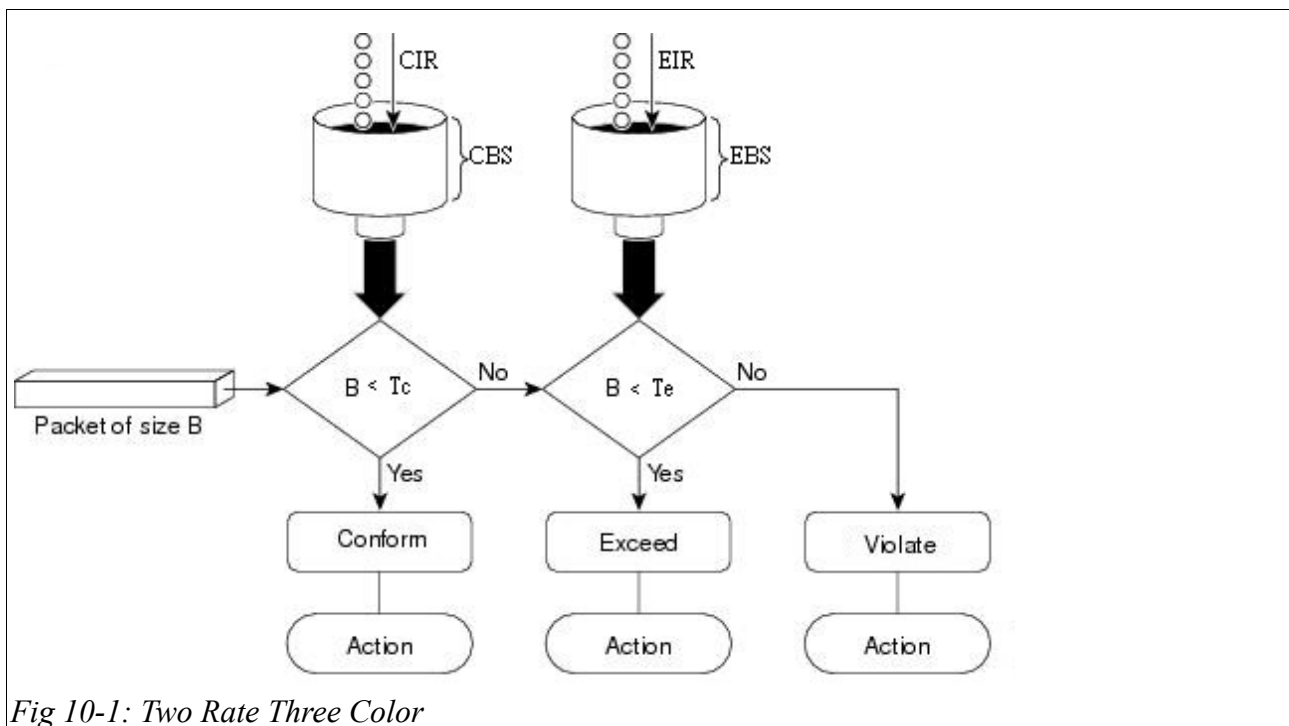 CIR
EIR
CBS
EBS
B < Tc
No
B < Te
No
Packet of size B
Yes
Yes
Conform
Exceed
Violate
Action
Action
Action
Fig 10-1: Two Rate Three Color